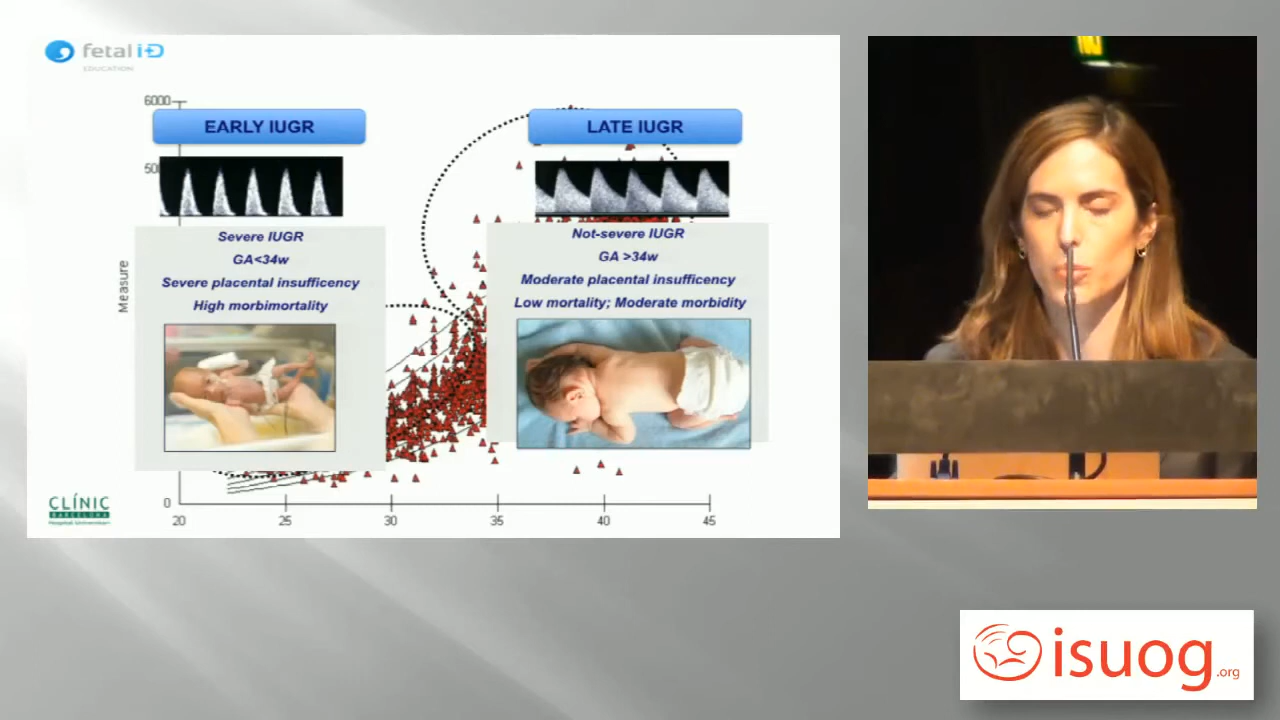 fetal i+D
EDUCATION
6000
EARLY IUGR
LATE IUGR
Severe IUGR
GA<34w
Severe placental insufficency
High morbimortality
Not-severe IUGR
GA >34w
Moderate placental insufficency
Low mortality; Moderate morbidity
Measure
0
20
25
30
35
40
45
CLÍNIC
BARCELONA
isuog.org